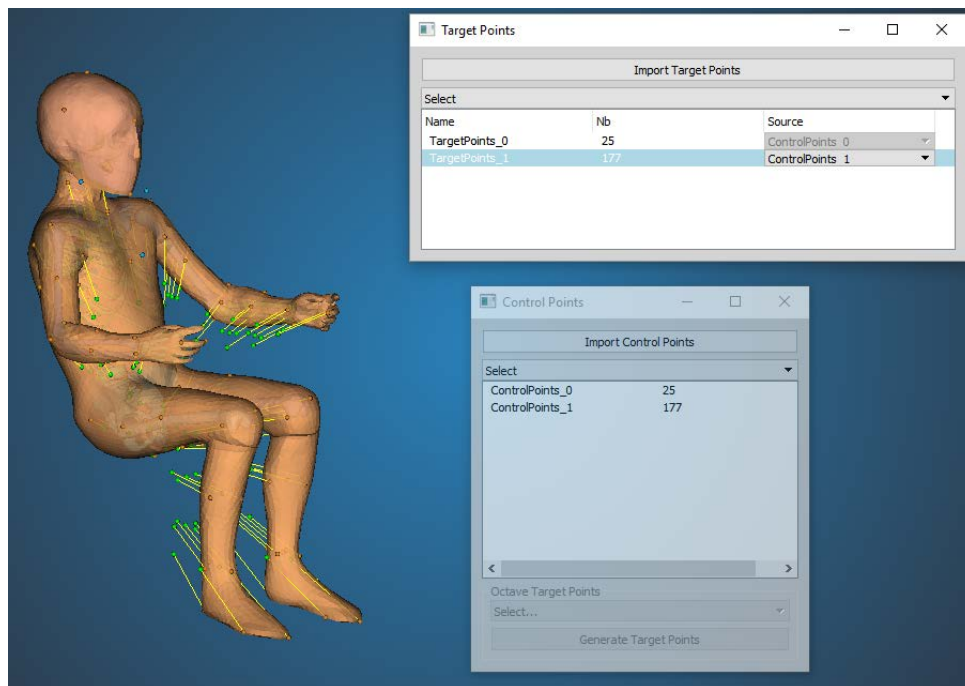 Target Points
Import Target Points
Select
Name Nb Source
TargetPoints_0 25 ControlPoints_0
TargetPoints_1 177 ControlPoints_1
Control Points
Import Control Points
Select
ControlPoints_0 25
ControlPoints_1 177
Octave Target Points
Select...
Generate Target Points